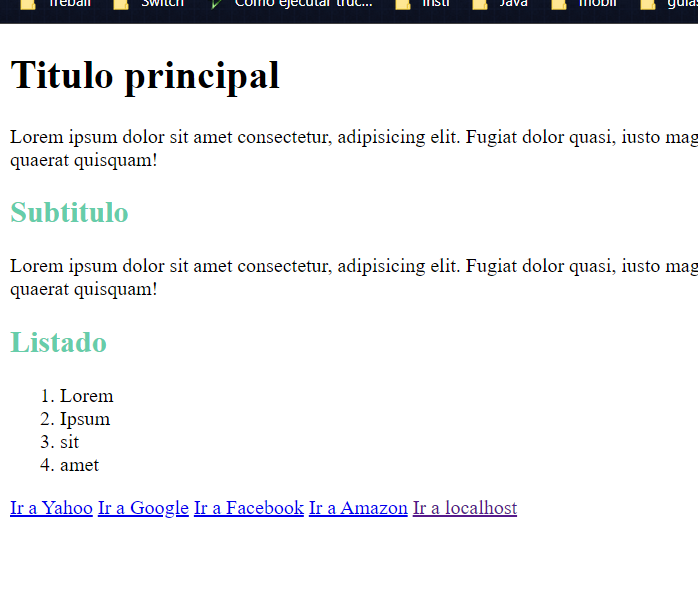 Treball Switch Como ejecutar truc... Insti Java mobil guias
Titulo principal
Lorem ipsum dolor sit amet consectetur, adipisicing elit. Fugiat dolor quasi, iusto mag
quaerat quisquam!
Subtitulo
Lorem ipsum dolor sit amet consectetur, adipisicing elit. Fugiat dolor quasi, iusto mag
quaerat quisquam!
Listado
1. Lorem
2. Ipsum
3. sit
4. amet
Ir a Yahoo Ir a Google Ir a Facebook Ir a Amazon Ir a localhost